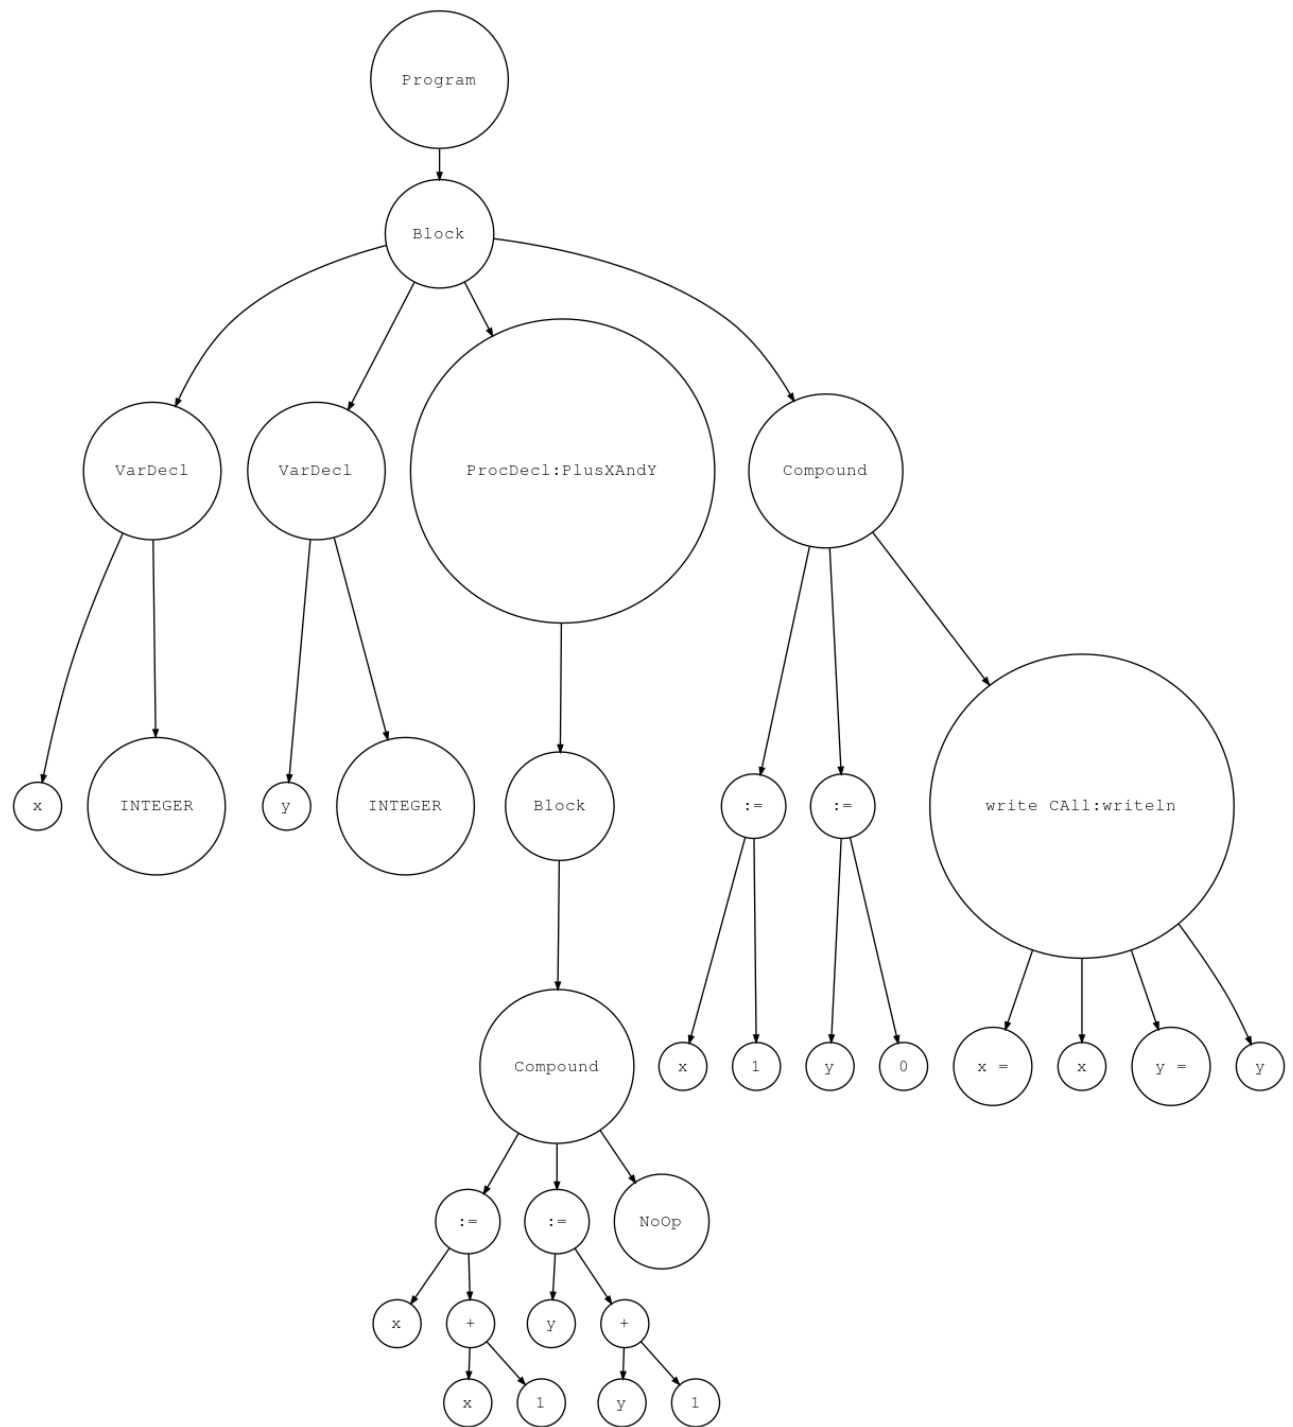 Program
Block
VarDecl
VarDecl
ProcDecl:PlusXAndY
Compound
x
INTEGER
y
INTEGER
Block
:=
:=
write CAll:writeln
Compound
x
1
y
0
x =
x
y =
y
:=
:=
NoOp
x
+
y
+
x
1
y
1